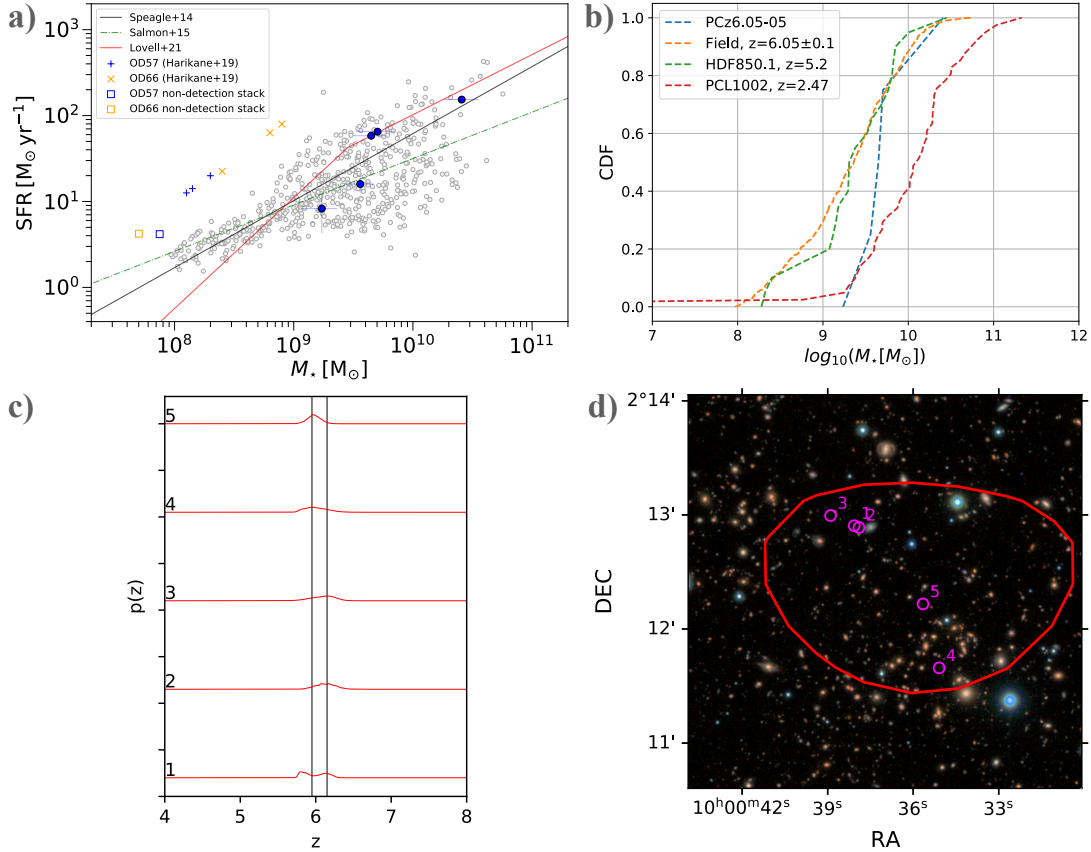 a)
SFR [M⊙ yr⁻¹]
10³
10²
10¹
10⁰
Speagle+14
Salmon+15
Lovell+21
OD57 (Harikane+19)
OD66 (Harikane+19)
OD57 non-detection stack
OD66 non-detection stack
10⁸
10⁹
10¹⁰
10¹¹
M⋆ [M⊙]
b)
CDF
1.0
0.8
0.6
0.4
0.2
0.0
PCz6.05-05
Field, z=6.05±0.1
HDF850.1, z=5.2
PCL1002, z=2.47
7
8
9
10
11
12
log₁₀(M⋆[M⊙])
c)
p(z)
5
4
3
2
1
4
5
6
7
8
z
d)
DEC
2°14'
13'
12'
11'
3
1
2
5
4
10ʰ00ᵐ42ˢ
39ˢ
36ˢ
33ˢ
RA